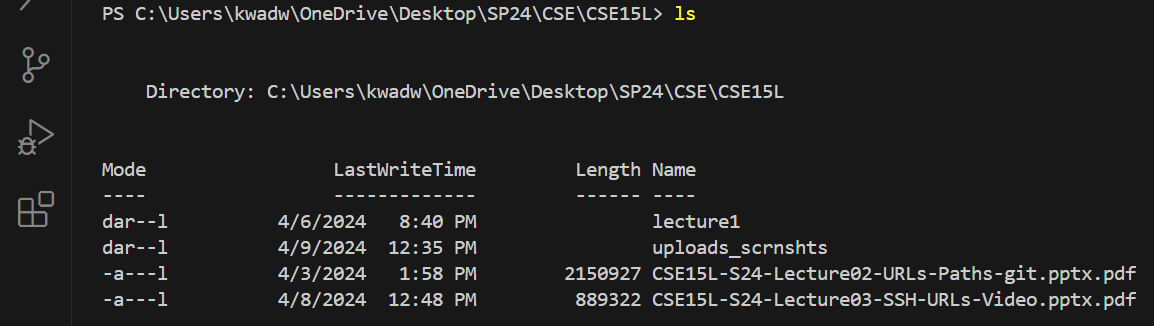 PS C:\Users\kwadw\OneDrive\Desktop\SP24\CSE\CSE15L> ls
Directory: C:\Users\kwadw\OneDrive\Desktop\SP24\CSE\CSE15L
Mode                 LastWriteTime         Length Name
----                 -------------         ------ ----
dar--l          4/6/2024   8:40 PM                lecture1
dar--l          4/9/2024  12:35 PM                uploads_scrnshts
-a---l          4/3/2024   1:58 PM        2150927 CSE15L-S24-Lecture02-URLs-Paths-git.pptx.pdf
-a---l          4/8/2024  12:48 PM         889322 CSE15L-S24-Lecture03-SSH-URLs-Video.pptx.pdf